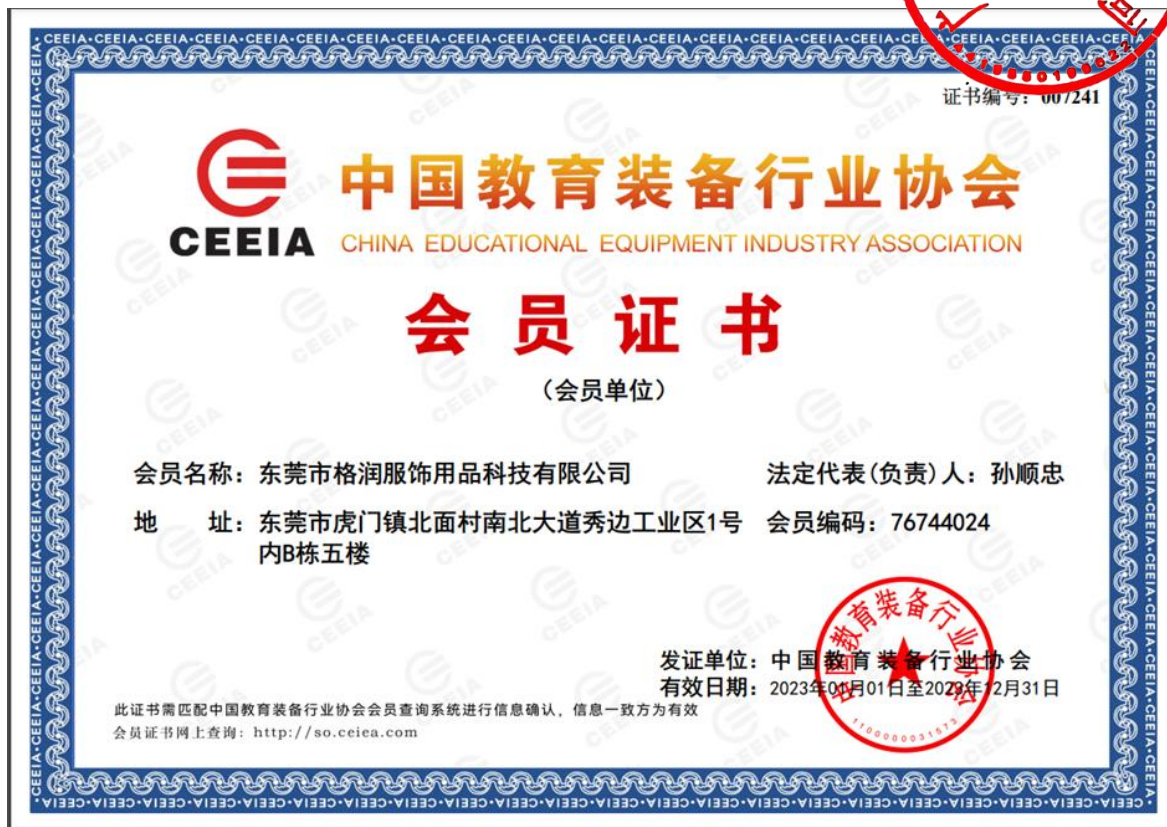 证书编号：007241
CEEIA
中国教育装备行业协会
CHINA EDUCATIONAL EQUIPMENT INDUSTRY ASSOCIATION
会员证书
（会员单位）
会员名称：东莞市格润服饰用品科技有限公司
法定代表(负责)人：孙顺忠
地 址：东莞市虎门镇北面村南北大道秀边工业区1号
内B栋五楼
会员编码：76744024
发证单位：中国教育装备行业协会
有效日期：2023年01月01日至2023年12月31日
中国教育装备行业协会
1100000031573
此证书需匹配中国教育装备行业协会会员查询系统进行信息确认，信息一致方为有效
会员证书网上查询：http://so.ceiea.com